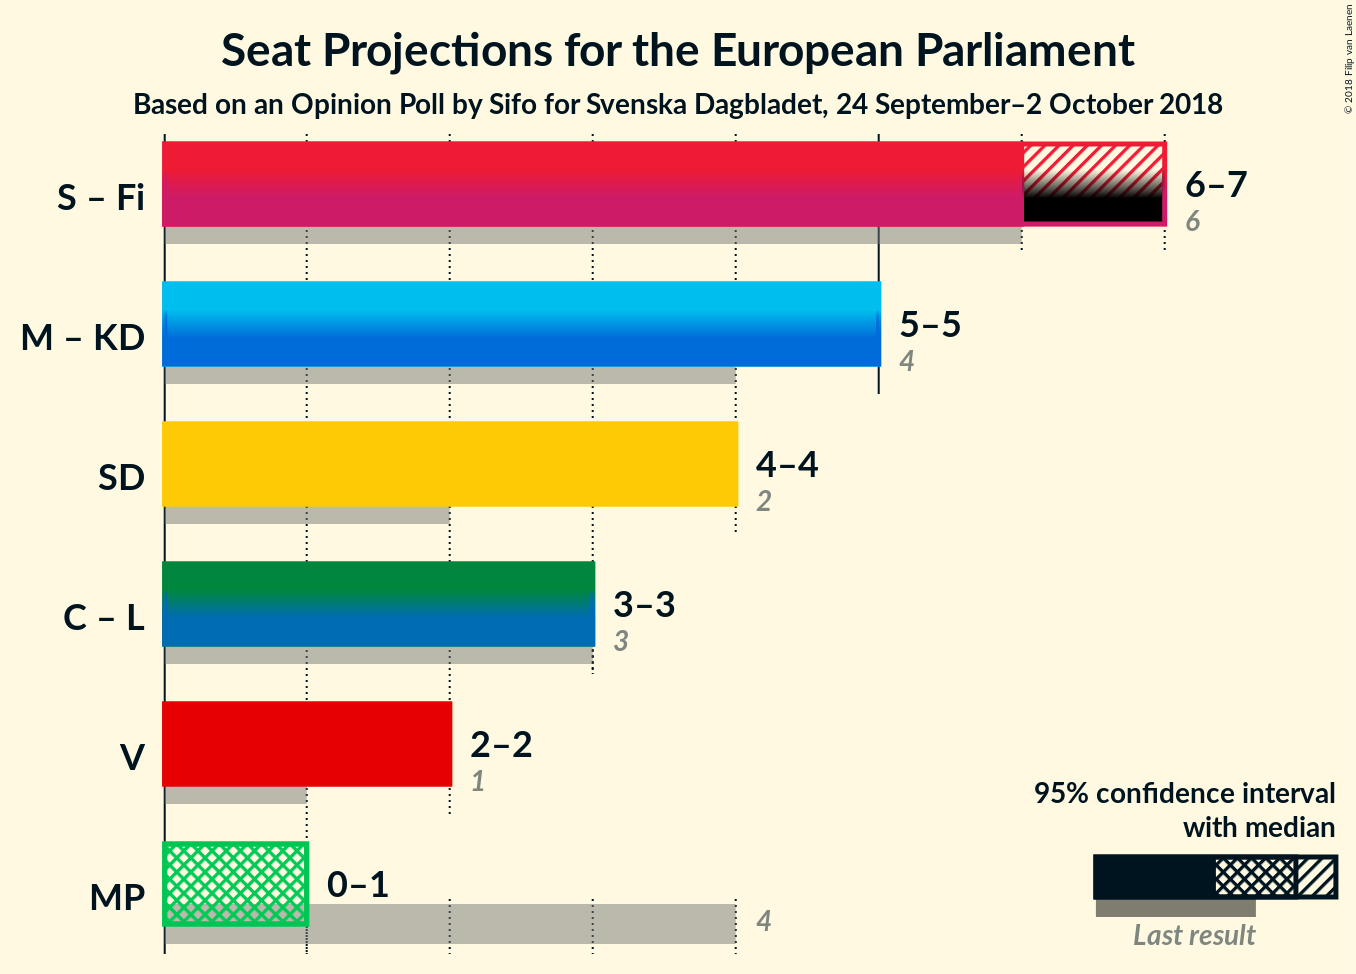 Seat Projections for the European Parliament
Based on an Opinion Poll by Sifo for Svenska Dagbladet, 24 September–2 October 2018
© 2018 Filip van Laenen
S – Fi
6–7
6
M – KD
5–5
4
SD
4–4
2
C – L
3–3
3
V
2–2
1
MP
0–1
4
95% confidence interval
with median
Last result